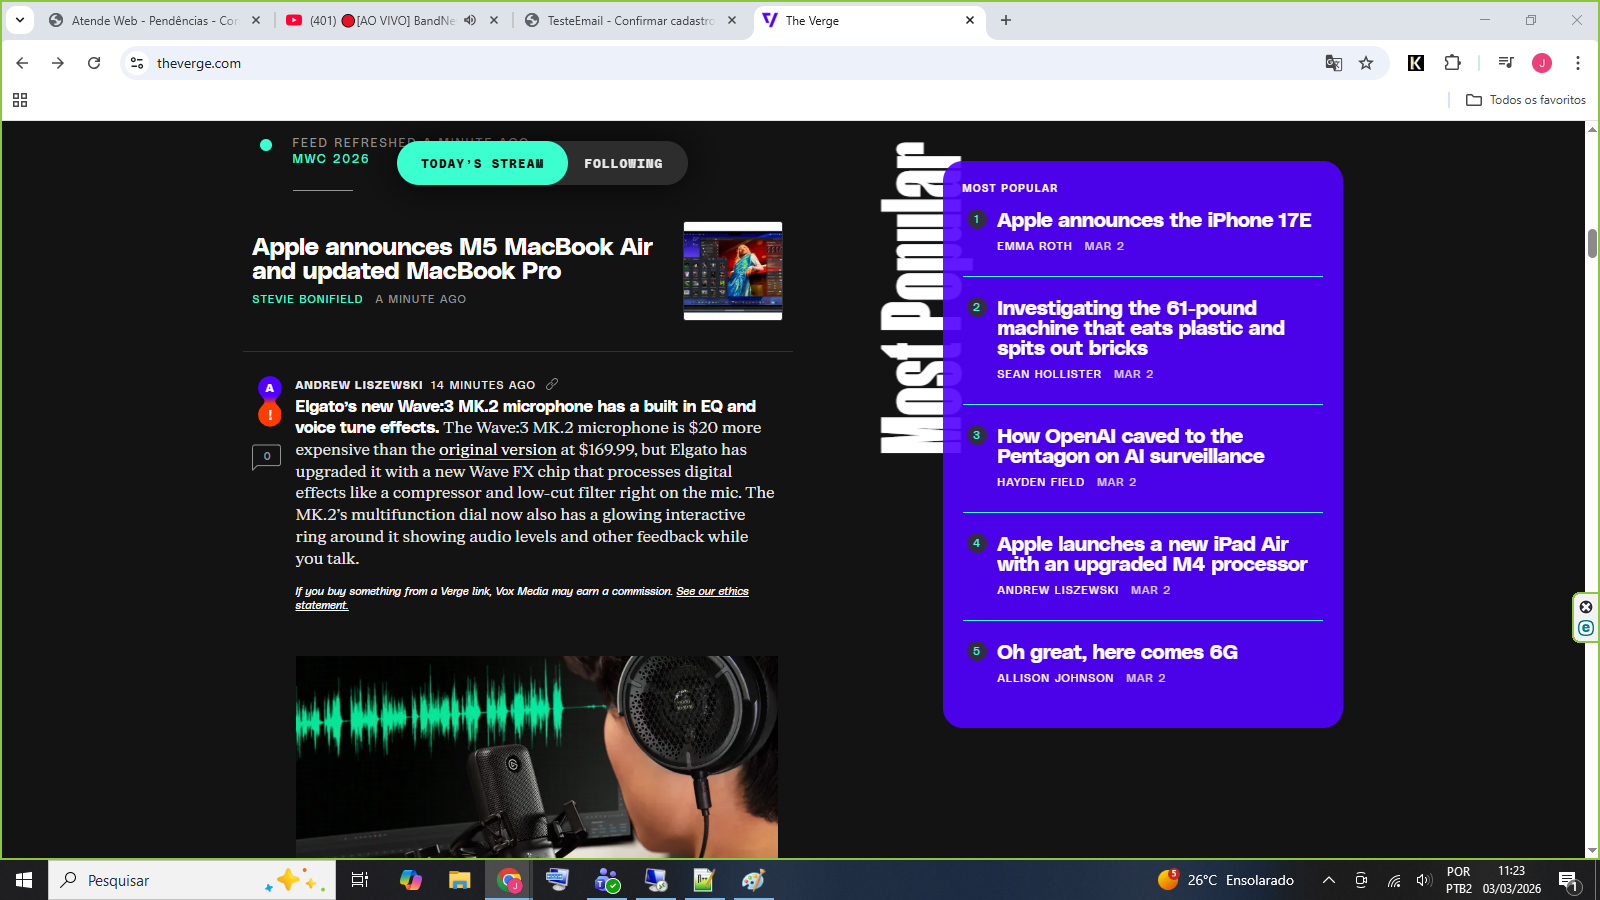 Atende Web - Pendências - Con
(401) 🔴[AO VIVO] BandNe
TesteEmail - Confirmar cadastro
The Verge
theverge.com
K
J
Todos os favoritos
FEED REFRESHED A MINUTE AGO
MWC 2026
TODAY'S STREAM
FOLLOWING
Apple announces M5 MacBook Air
and updated MacBook Pro
STEVIE BONIFIELD A MINUTE AGO
A
!
0
ANDREW LISZEWSKI 14 MINUTES AGO
Elgato’s new Wave:3 MK.2 microphone has a built in EQ and
voice tune effects. The Wave:3 MK.2 microphone is $20 more
expensive than the original version at $169.99, but Elgato has
upgraded it with a new Wave FX chip that processes digital
effects like a compressor and low-cut filter right on the mic. The
MK.2’s multifunction dial now also has a glowing interactive
ring around it showing audio levels and other feedback while
you talk.
If you buy something from a Verge link, Vox Media may earn a commission. See our ethics
statement.
Most Popular
MOST POPULAR
1 Apple announces the iPhone 17E
EMMA ROTH MAR 2
2 Investigating the 61-pound
machine that eats plastic and
spits out bricks
SEAN HOLLISTER MAR 2
3 How OpenAI caved to the
Pentagon on AI surveillance
HAYDEN FIELD MAR 2
4 Apple launches a new iPad Air
with an upgraded M4 processor
ANDREW LISZEWSKI MAR 2
5 Oh great, here comes 6G
ALLISON JOHNSON MAR 2
Pesquisar
5
26°C Ensolarado
POR
PTB2
11:23
03/03/2026
1